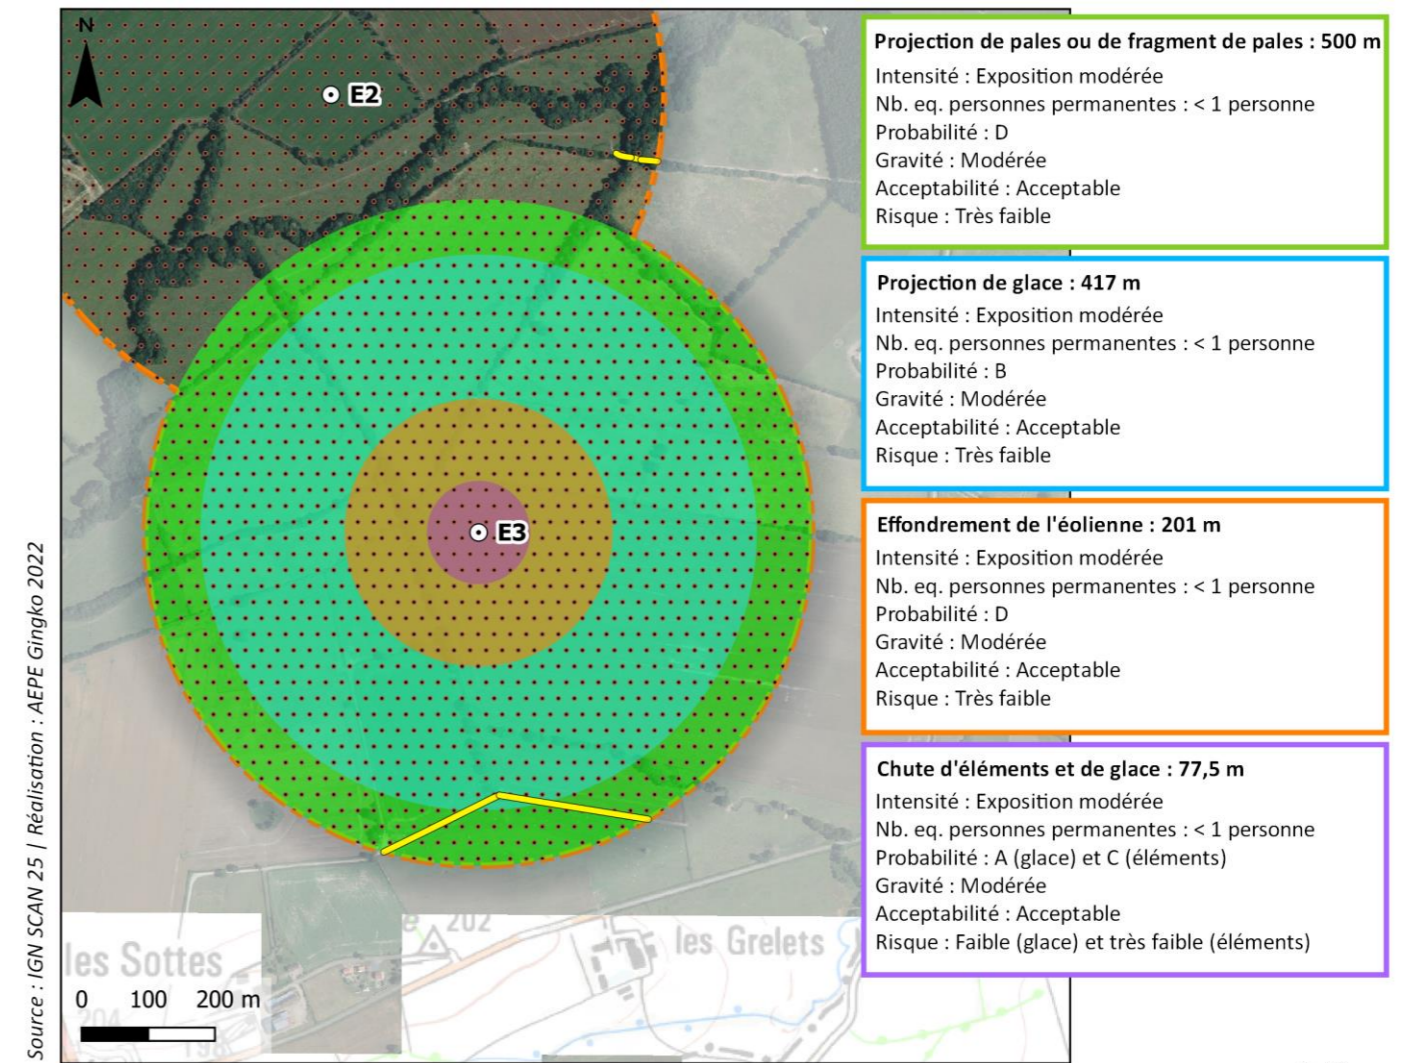 N
E2
E3
Projection de pales ou de fragment de pales : 500 m
Intensité : Exposition modérée
Nb. eq. personnes permanentes : < 1 personne
Probabilité : D
Gravité : Modérée
Acceptabilité : Acceptable
Risque : Très faible
Projection de glace : 417 m
Intensité : Exposition modérée
Nb. eq. personnes permanentes : < 1 personne
Probabilité : B
Gravité : Modérée
Acceptabilité : Acceptable
Risque : Très faible
Effondrement de l'éolienne : 201 m
Intensité : Exposition modérée
Nb. eq. personnes permanentes : < 1 personne
Probabilité : D
Gravité : Modérée
Acceptabilité : Acceptable
Risque : Très faible
Chute d'éléments et de glace : 77,5 m
Intensité : Exposition modérée
Nb. eq. personnes permanentes : < 1 personne
Probabilité : A (glace) et C (éléments)
Gravité : Modérée
Acceptabilité : Acceptable
Risque : Faible (glace) et très faible (éléments)
202
les Sottes
les Grelets
0 100 200 m
204
198
Source : IGN SCAN 25 | Réalisation : AEPE Gingko 2022